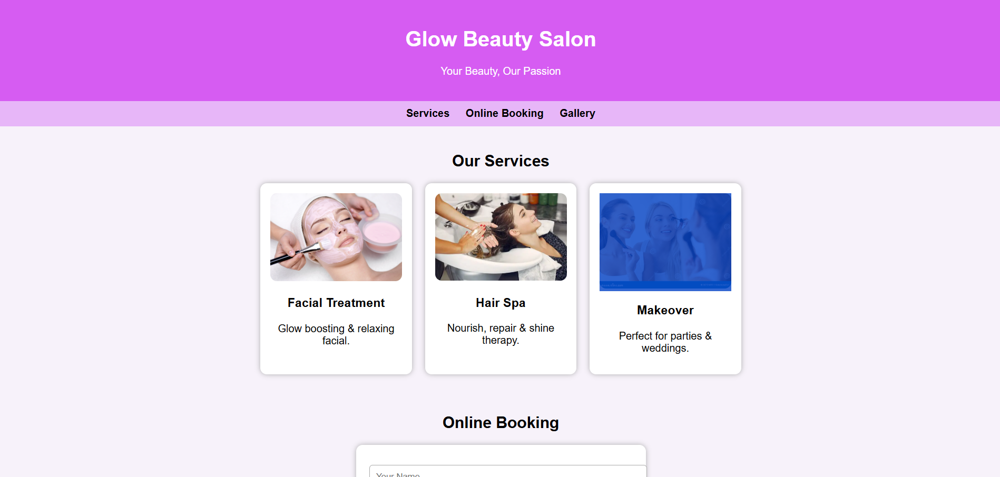 Glow Beauty Salon
Your Beauty, Our Passion
Services Online Booking Gallery
Our Services
Facial Treatment
Glow boosting & relaxing
facial.
Hair Spa
Nourish, repair & shine
therapy.
Makeover
Perfect for parties &
weddings.
Online Booking
Your Name